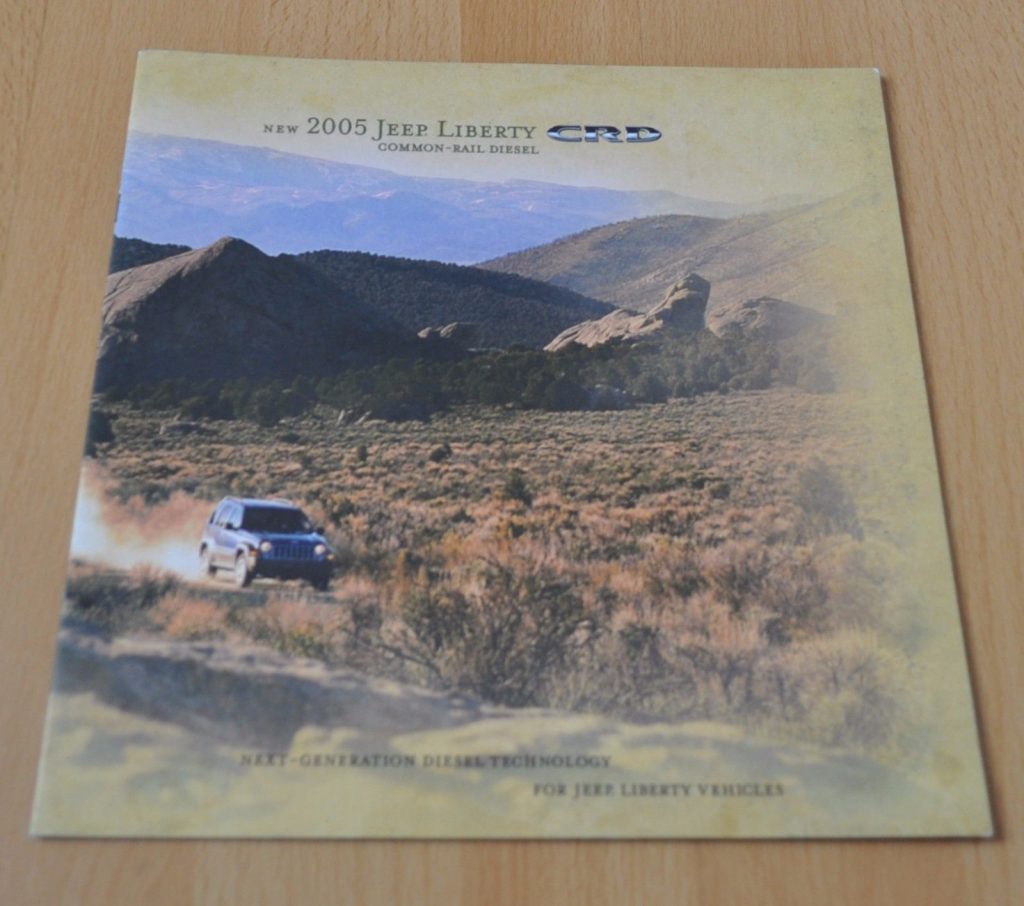 NEW 2005 JEEP LIBERTY CRD
COMMON-RAIL DIESEL
NEXT-GENERATION DIESEL TECHNOLOGY
FOR JEEP LIBERTY VEHICLES